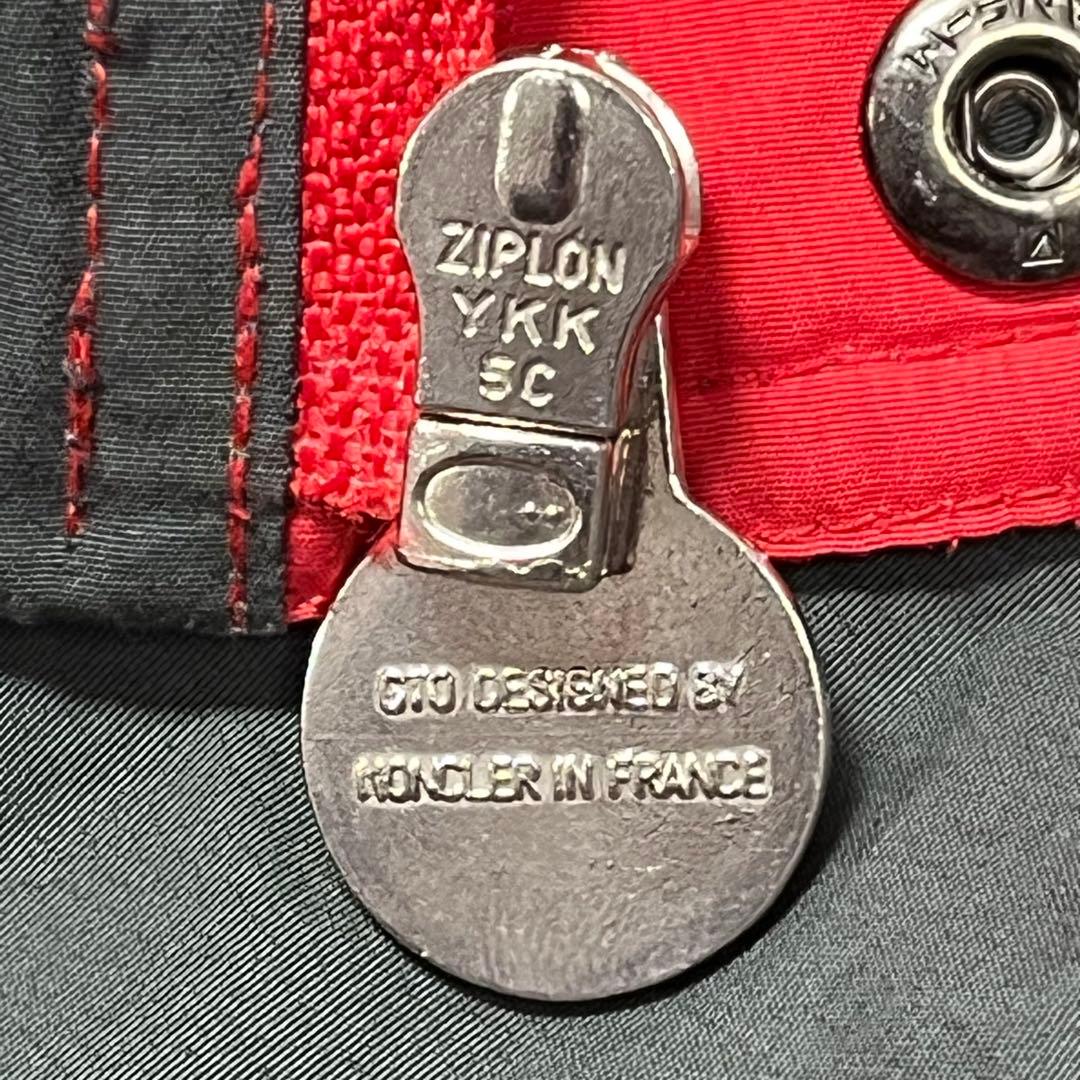 ZIPLON
YKK
5C
GTO DESIGNED BY
MONCLER IN FRANCE